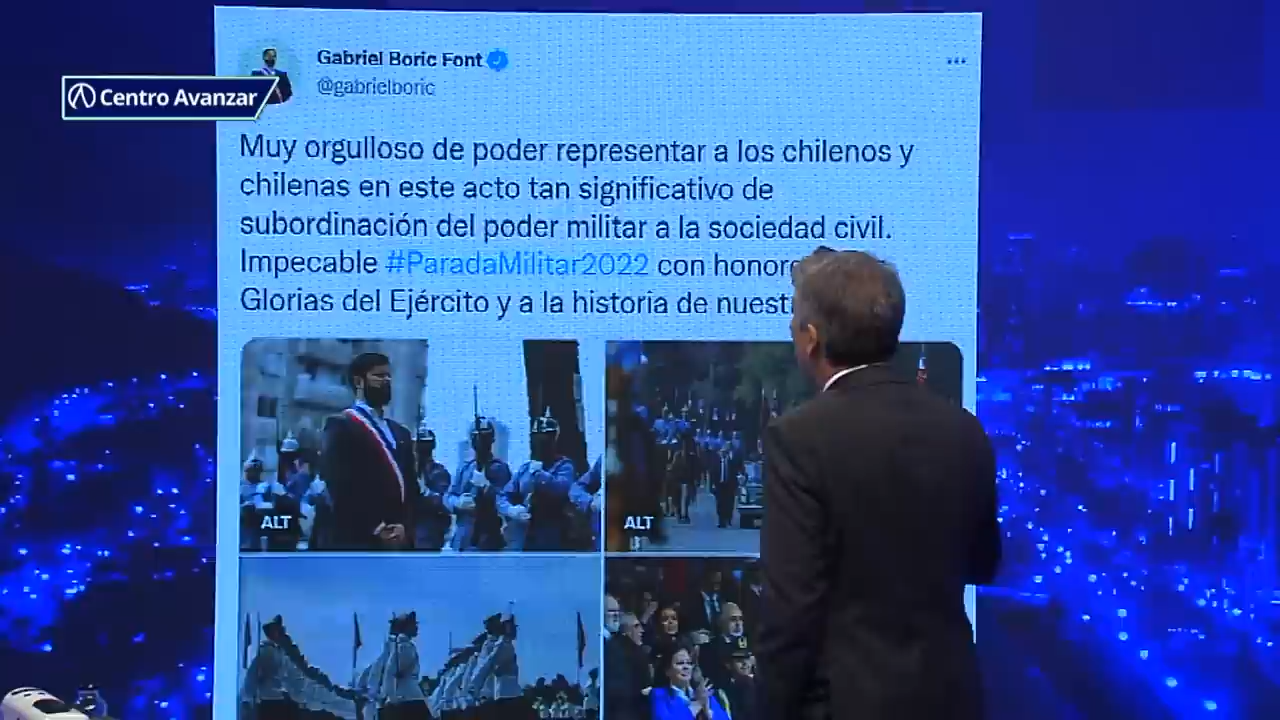 Centro Avanzar
Gabriel Boric Font
@gabrielboric
Muy orgulloso de poder representar a los chilenos y
chilenas en este acto tan significativo de
subordinación del poder militar a la sociedad civil.
Impecable #ParadaMilitar2022 con
Glorias del Ejército y a la historia de
ALT
ALT